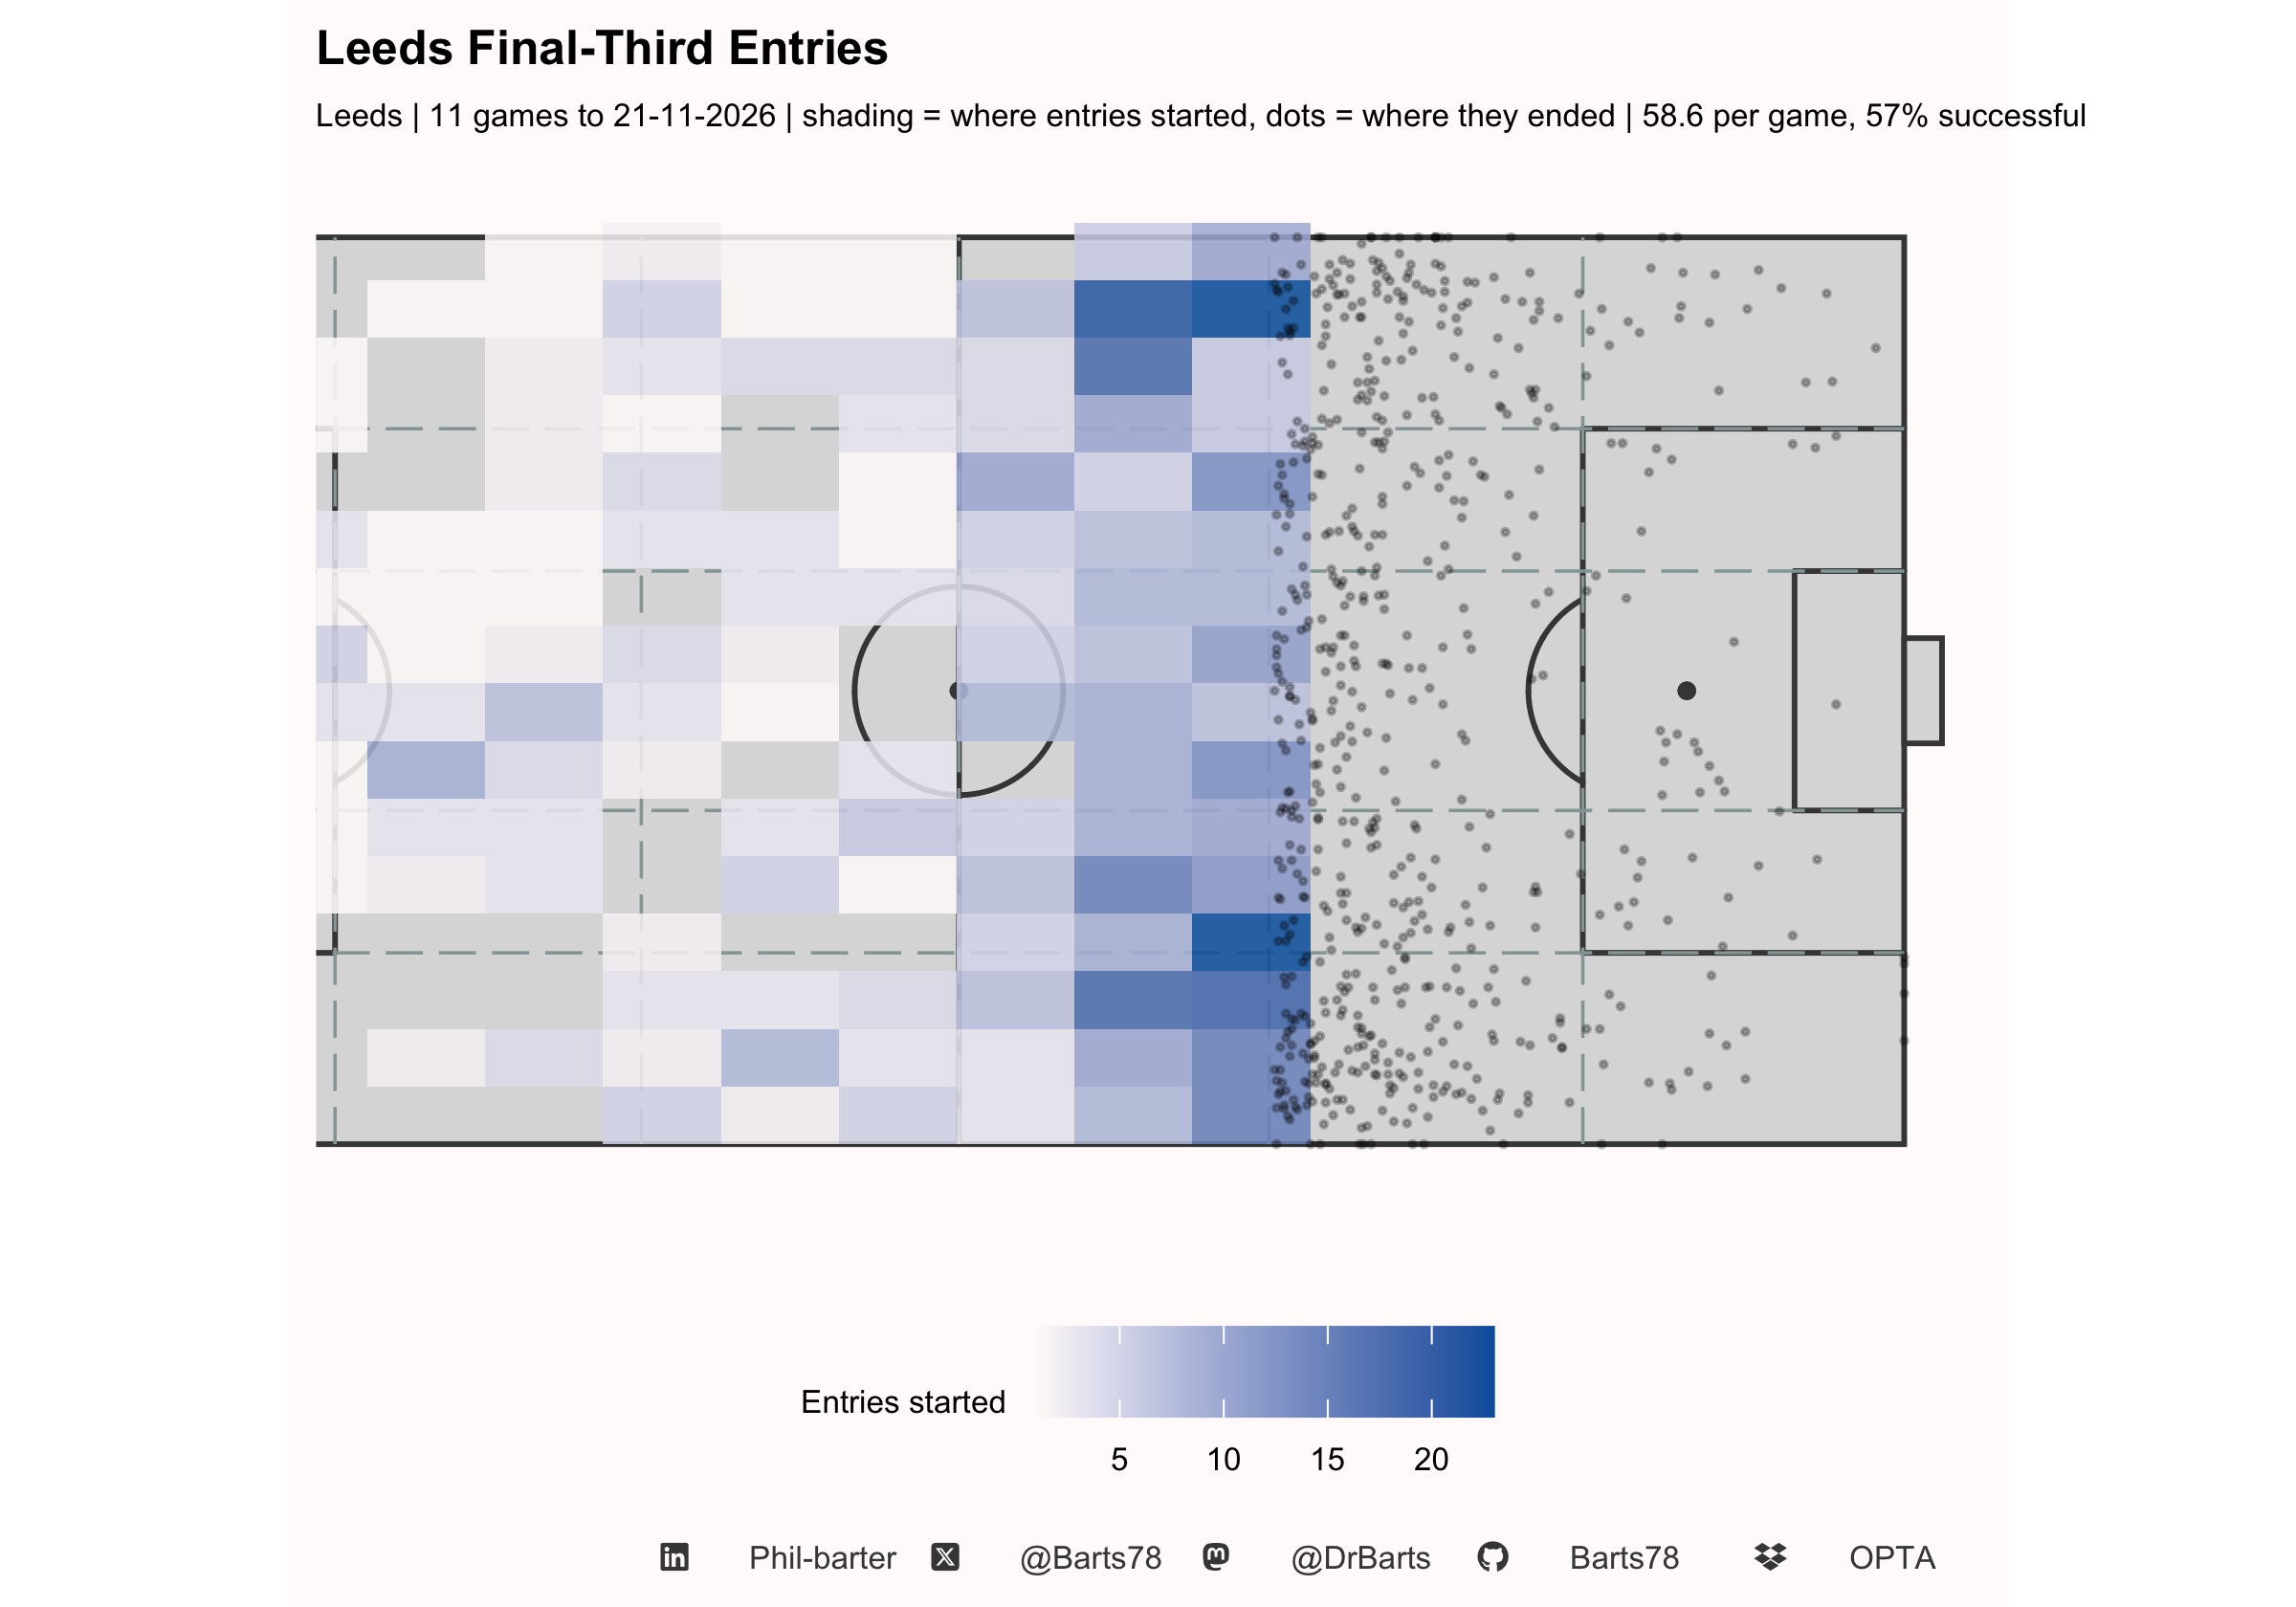 Leeds Final-Third Entries
Leeds | 11 games to 21-11-2026 | shading = where entries started, dots = where they ended | 58.6 per game, 57% successful
Entries started
5 10 15 20
Phil-barter @Barts78 @DrBarts Barts78 OPTA